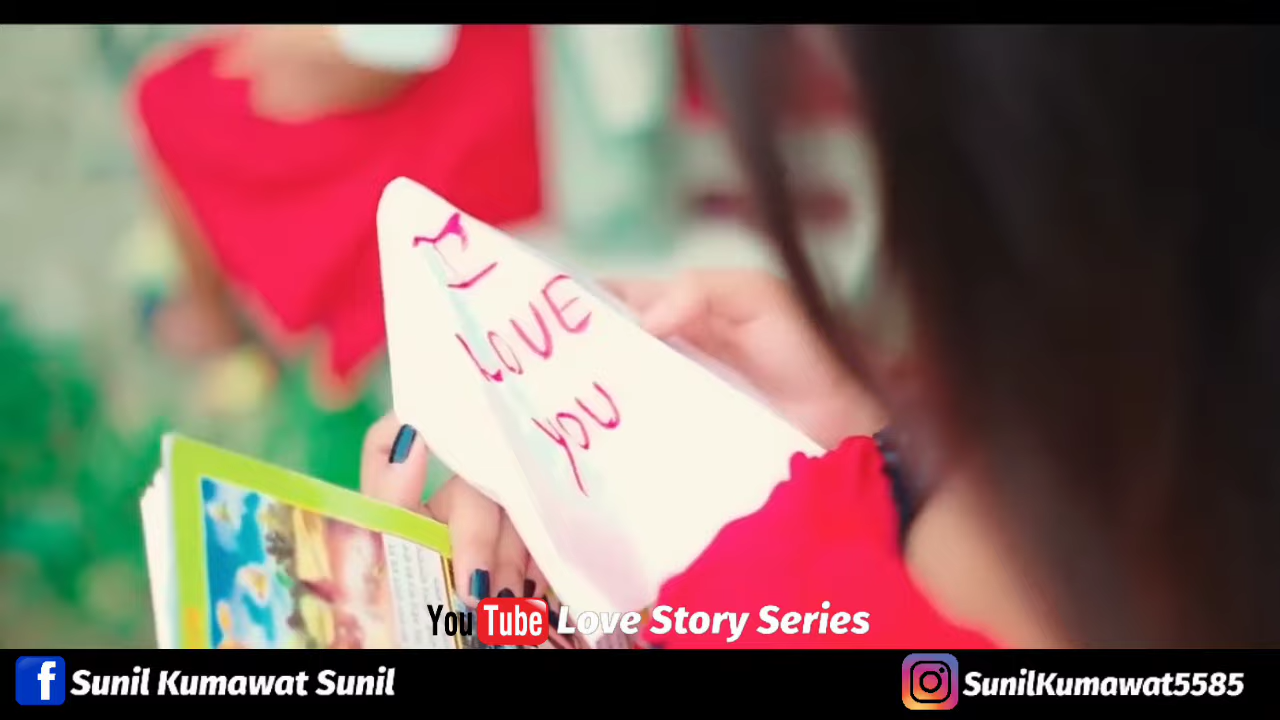 I
LOVE
YOU
YouTube Love Story Series
Sunil Kumawat Sunil
SunilKumawat5585